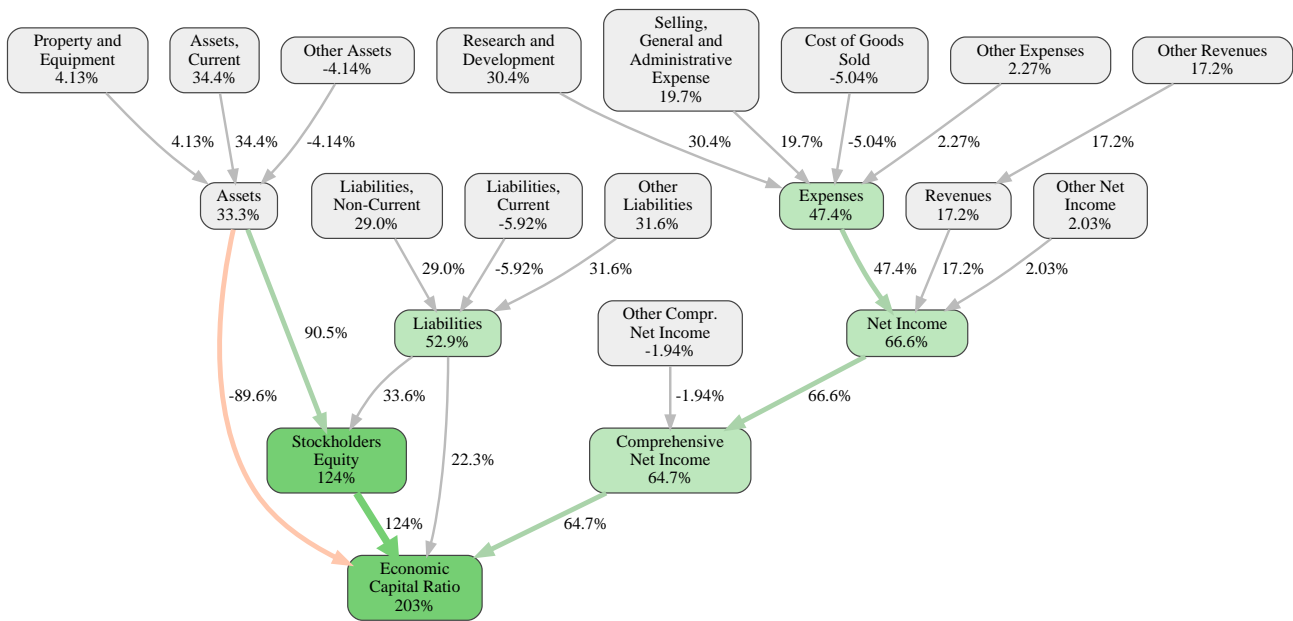 Property and
Equipment
4.13%
Assets,
Current
34.4%
Other Assets
-4.14%
Research and
Development
30.4%
Selling,
General and
Administrative
Expense
19.7%
Cost of Goods
Sold
-5.04%
Other Expenses
2.27%
Other Revenues
17.2%
4.13%
34.4%
-4.14%
30.4%
19.7%
-5.04%
2.27%
17.2%
Assets
33.3%
Liabilities,
Non-Current
29.0%
Liabilities,
Current
-5.92%
Other
Liabilities
31.6%
Expenses
47.4%
Revenues
17.2%
Other Net
Income
2.03%
29.0%
-5.92%
31.6%
47.4%
17.2%
2.03%
90.5%
Liabilities
52.9%
Other Compr.
Net Income
-1.94%
Net Income
66.6%
-89.6%
33.6%
-1.94%
66.6%
Stockholders
Equity
124%
22.3%
Comprehensive
Net Income
64.7%
124%
64.7%
Economic
Capital Ratio
203%